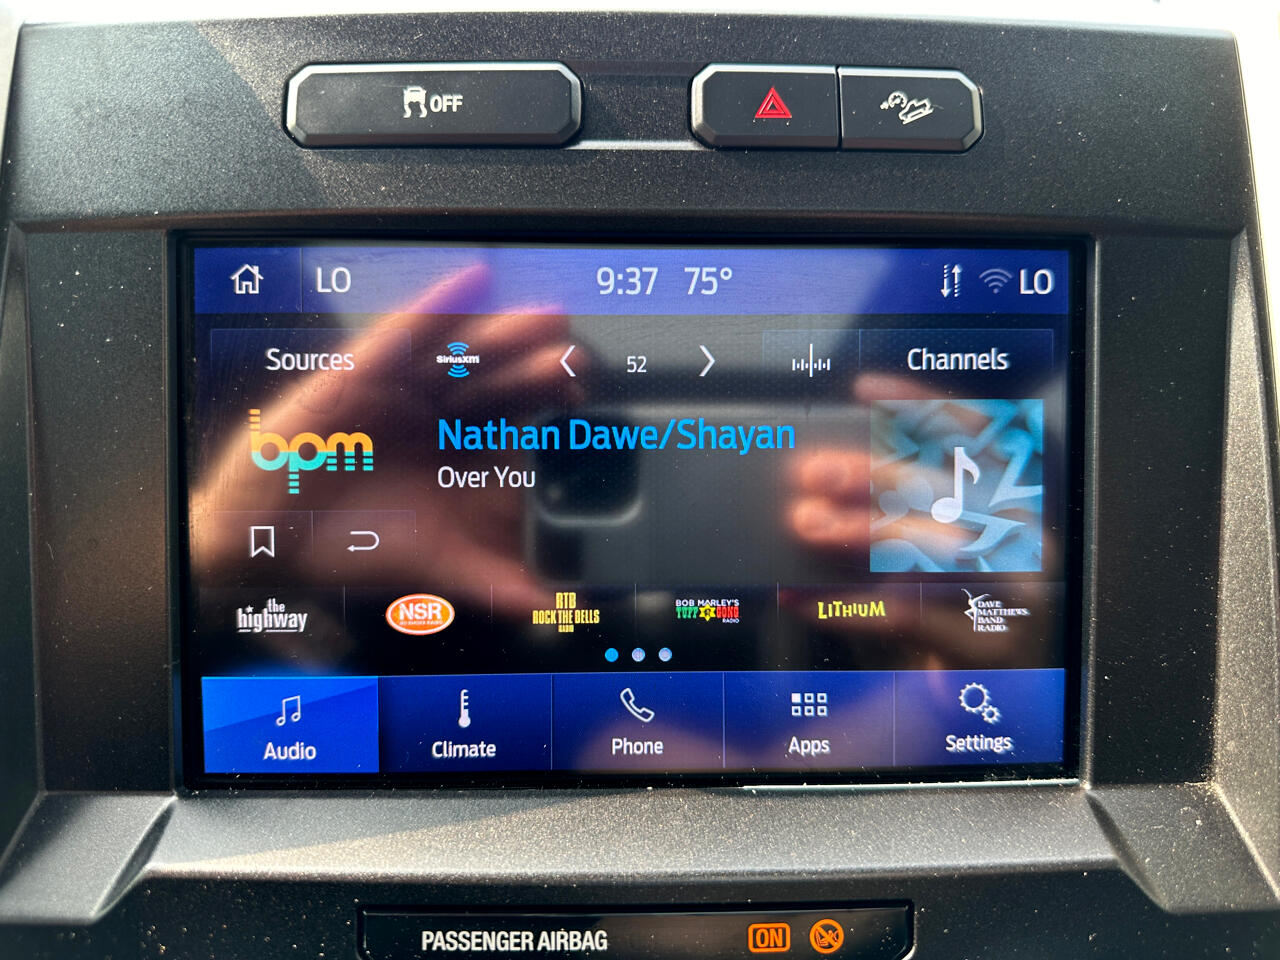 OFF
LO
9:37 75°
LO
Sources
SiriusXM
52
Channels
bpm
Nathan Dawe/Shayan
Over You
the
highway
NSR
RTB
ROCK THE BELLS
RADIO
BOB MARLEY'S
TUFF GONG
RADIO
LITHIUM
DAVE
MATTHEWS
BAND
RADIO
Audio
Climate
Phone
Apps
Settings
PASSENGER AIRBAG
ON